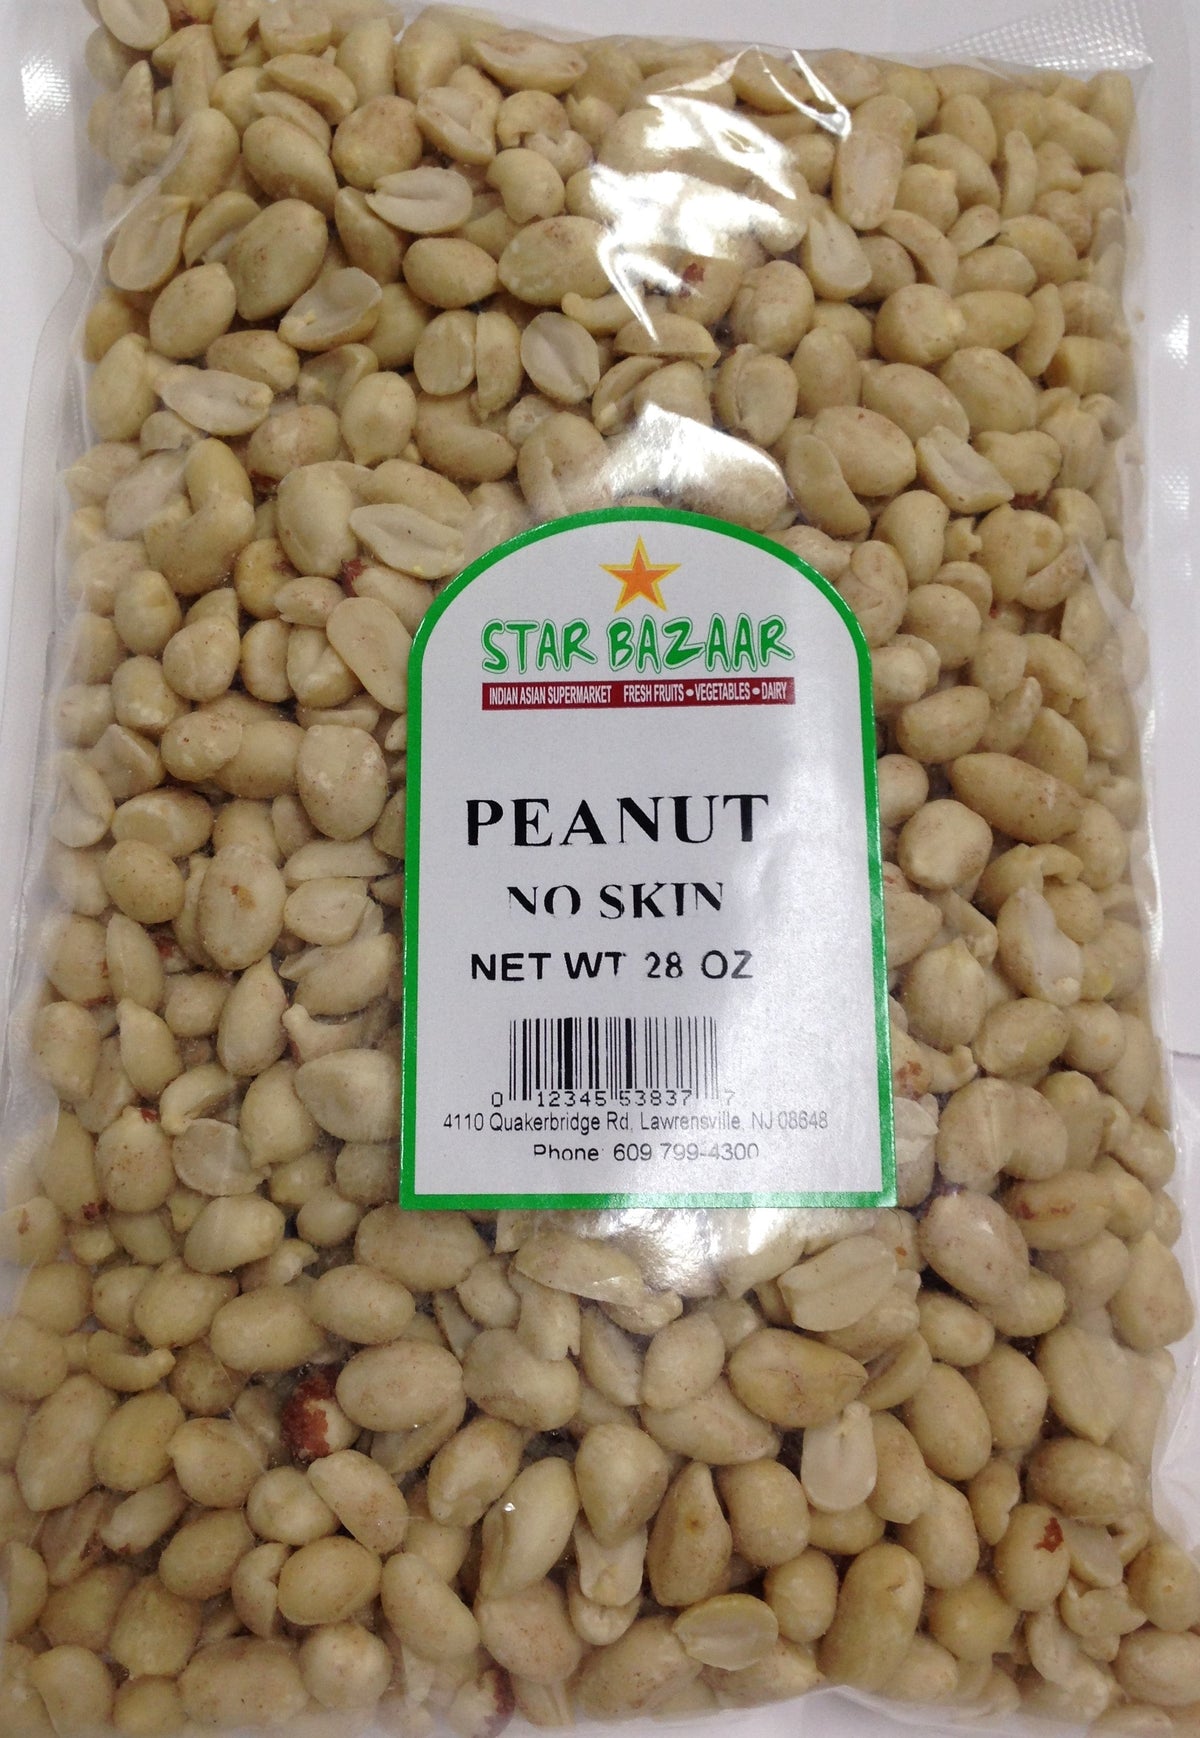 STAR BAZAAR
INDIAN ASIAN SUPERMARKET FRESH FRUITS • VEGETABLES • DAIRY
PEANUT
NO SKIN
NET WT 28 OZ
0 12345 53837 7
4110 Quakerbridge Rd, Lawrensville, NJ 08648
Phone: 609 799-4300